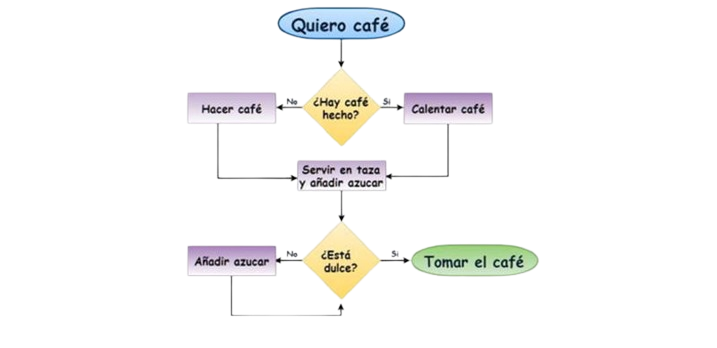 Quiero café
¿Hay café
hecho?
No
Si
Hacer café
Calentar café
Servir en taza
y añadir azucar
¿Está
dulce?
No
Si
Añadir azucar
Tomar el café